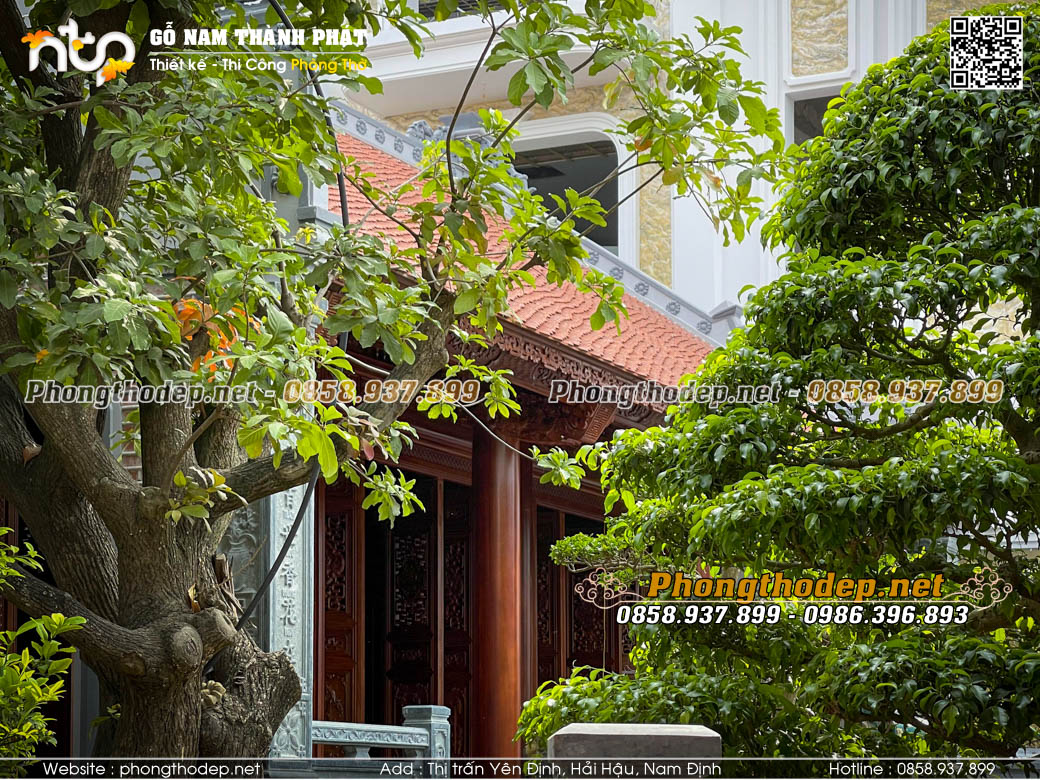 ntp
GỖ NAM THÀNH PHÁT
Thiết kế - Thi Công Phòng Thờ
Phongthodep.net - 0858.937.899
Phongthodep.net - 0858.937.899
Phongthodep.net
0858.937.899 - 0986.396.893
Website : phongthodep.net
Add : Thị trấn Yên Định, Hải Hậu, Nam Định
Hotline : 0858.937.899